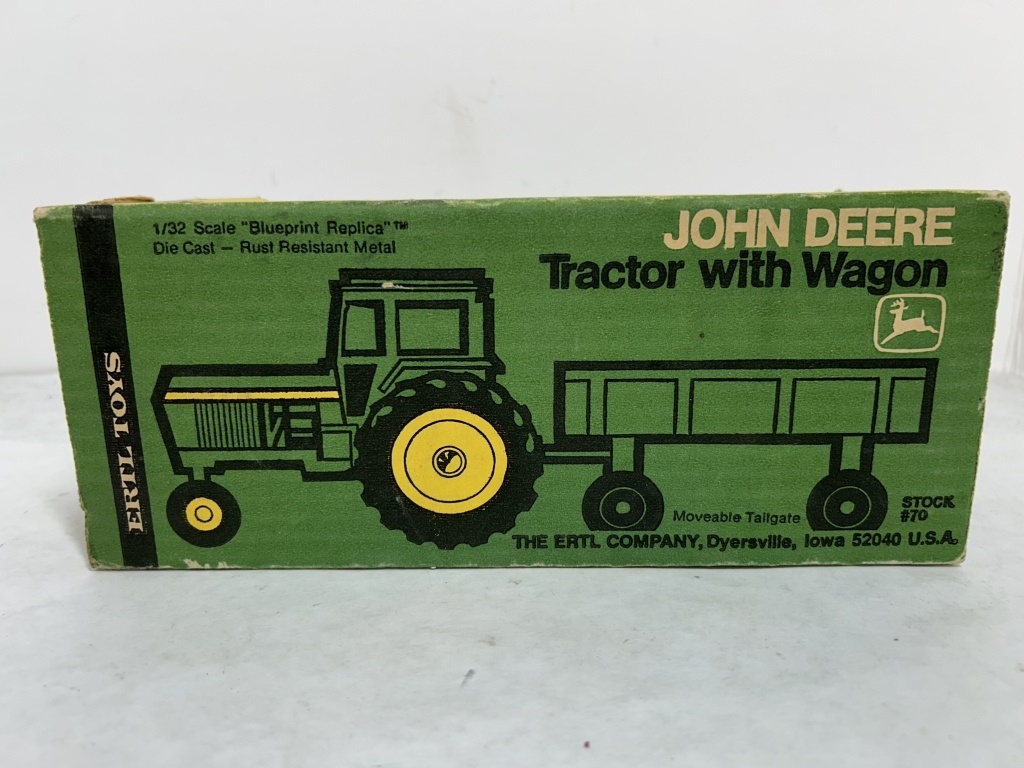 1/32 Scale "Blueprint Replica"™
Die Cast — Rust Resistant Metal
JOHN DEERE
Tractor with Wagon
ERTL TOYS
Moveable Tailgate
STOCK
#70
THE ERTL COMPANY, Dyersville, Iowa 52040 U.S.A.